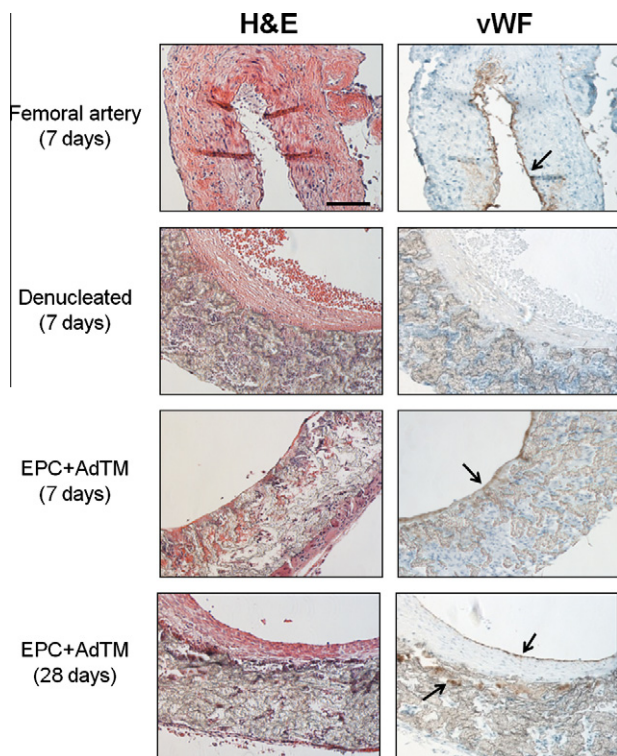 H&E
vWF
Femoral artery
(7 days)
Denucleated
(7 days)
EPC+AdTM
(7 days)
EPC+AdTM
(28 days)